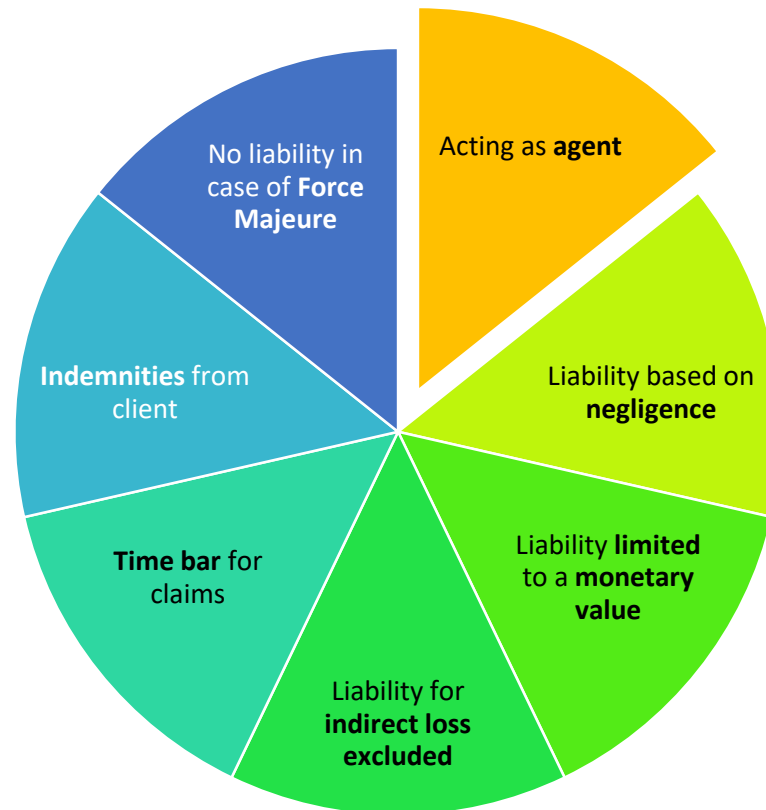 Acting as agent
Liability based on
negligence
Liability limited
to a monetary
value
Liability for
indirect loss
excluded
Time bar for
claims
Indemnities from
client
No liability in
case of Force
Majeure